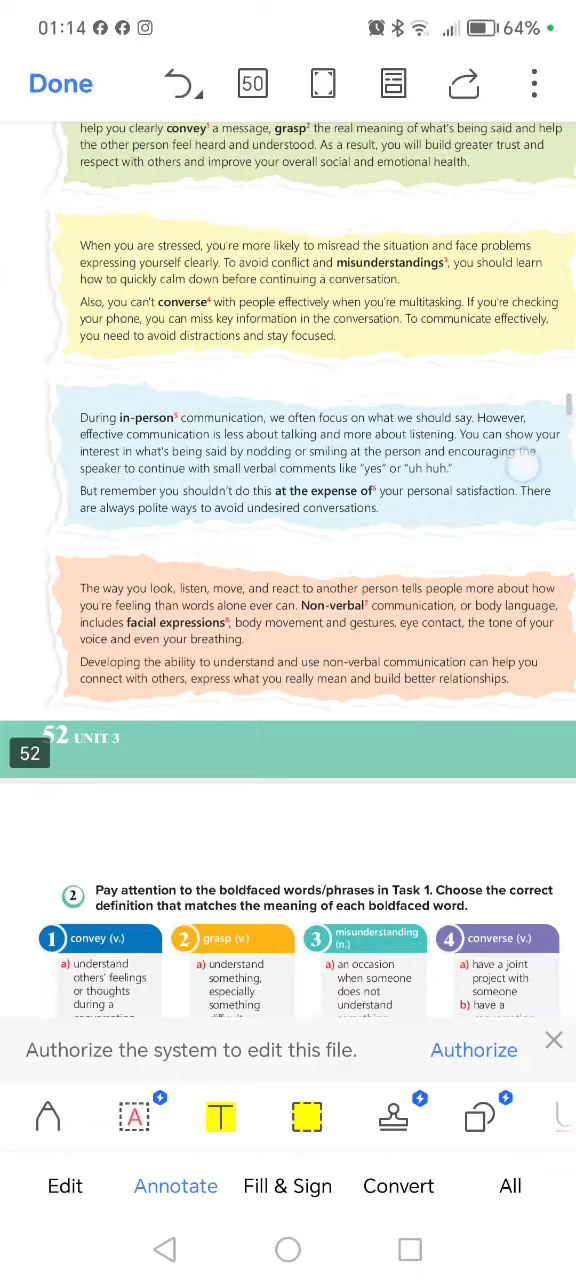 01:14
64%
Done
50
help you clearly convey¹ a message, grasp² the real meaning of what's being said and help
the other person feel heard and understood. As a result, you will build greater trust and
respect with others and improve your overall social and emotional health.
When you are stressed, you're more likely to misread the situation and face problems
expressing yourself clearly. To avoid conflict and misunderstandings³, you should learn
how to quickly calm down before continuing a conversation.
Also, you can't converse⁴ with people effectively when you're multitasking. If you're checking
your phone, you can miss key information in the conversation. To communicate effectively,
you need to avoid distractions and stay focused.
During in-person⁵ communication, we often focus on what we should say. However,
effective communication is less about talking and more about listening. You can show your
interest in what's being said by nodding or smiling at the person and encouraging the
speaker to continue with small verbal comments like "yes" or "uh huh."
But remember you shouldn't do this at the expense of⁶ your personal satisfaction. There
are always polite ways to avoid undesired conversations.
The way you look, listen, move, and react to another person tells people more about how
you're feeling than words alone ever can. Non-verbal⁷ communication, or body language,
includes facial expressions⁸, body movement and gestures, eye contact, the tone of your
voice and even your breathing.
Developing the ability to understand and use non-verbal communication can help you
connect with others, express what you really mean and build better relationships.
52 UNIT 3
52
2 Pay attention to the boldfaced words/phrases in Task 1. Choose the correct
definition that matches the meaning of each boldfaced word.
1 convey (v.)
a) understand
others' feelings
or thoughts
during a
2 grasp (v.)
a) understand
something,
especially
something
3 misunderstanding
(n.)
a) an occasion
when someone
does not
understand
4 converse (v.)
a) have a joint
project with
someone
b) have a
Authorize the system to edit this file.
Authorize
A
T
Edit
Annotate
Fill & Sign
Convert
All